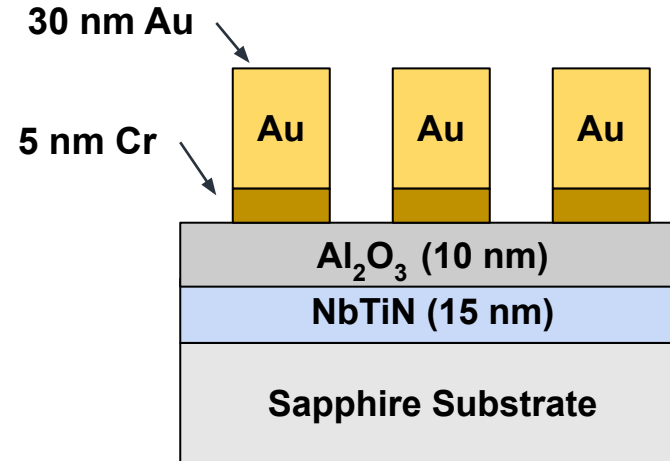 30 nm Au
Au Au Au
5 nm Cr
Al₂O₃ (10 nm)
NbTiN (15 nm)
Sapphire Substrate